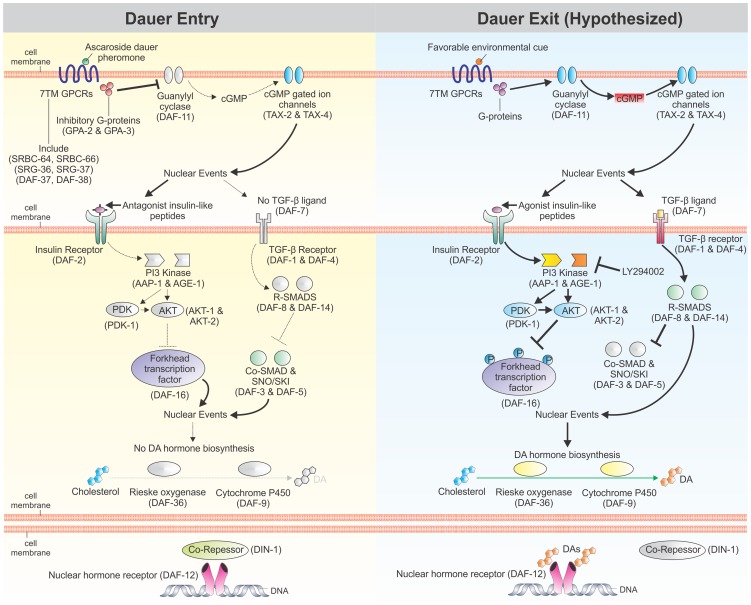 Dauer Entry
cell
membrane
Ascaroside dauer
pheromone
7TM GPCRs
Guanylyl
cyclase
(DAF-11)
cGMP
cGMP gated ion
channels
(TAX-2 & TAX-4)
Inhibitory G-proteins
(GPA-2 & GPA-3)
Include
(SRBC-64, SRBC-66)
(SRG-36, SRG-37)
(DAF-37, DAF-38)
Nuclear Events
Antagonist insulin-like
peptides
No TGF-β ligand
(DAF-7)
cell
membrane
Insulin Receptor
(DAF-2)
TGF-β Receptor
(DAF-1 & DAF-4)
PI3 Kinase
(AAP-1 & AGE-1)
R-SMADS
(DAF-8 & DAF-14)
PDK
(PDK-1)
AKT
(AKT-1 &
AKT-2)
Forkhead
transcription
factor
(DAF-16)
Co-SMAD &
SNO/SKI
(DAF-3 & DAF-5)
Nuclear Events
No DA hormone biosynthesis
DA
Cholesterol
Rieske oxygenase
(DAF-36)
Cytochrome P450
(DAF-9)
cell
membrane
cell
membrane
Co-Repressor
(DIN-1)
Nuclear hormone receptor (DAF-12)
DNA
Dauer Exit (Hypothesized)
Favorable environmental cue
7TM GPCRs
G-proteins
Guanylyl
cyclase
(DAF-11)
cGMP
cGMP gated ion
channels
(TAX-2 & TAX-4)
Nuclear Events
Agonist insulin-like
peptides
TGF-β ligand
(DAF-7)
Insulin Receptor
(DAF-2)
TGF-β receptor
(DAF-1 & DAF-4)
PI3 Kinase
(AAP-1 & AGE-1)
LY294002
R-SMADS
(DAF-8 & DAF-14)
PDK
(PDK-1)
AKT
(AKT-1 &
AKT-2)
P
P
P
Forkhead
transcription
factor
(DAF-16)
Co-SMAD &
SNO/SKI
(DAF-3 & DAF-5)
Nuclear Events
DA hormone biosynthesis
DA
Cholesterol
Rieske oxygenase
(DAF-36)
Cytochrome P450
(DAF-9)
DAs
Co-Repressor
(DIN-1)
Nuclear hormone receptor (DAF-12)
DNA